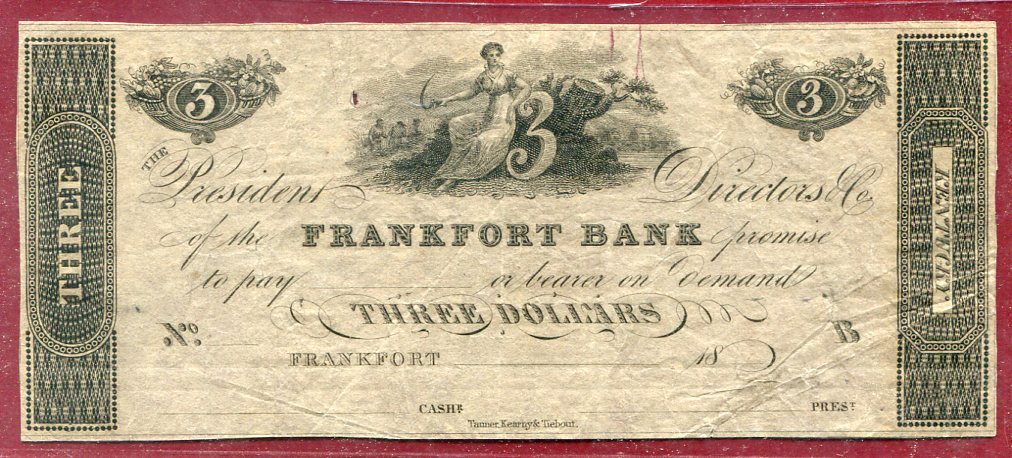 3 3
3
THREE
THE President Directors &Co.
of the FRANKFORT BANK promise
to pay or bearer on Demand
THREE DOLLARS
No. B
FRANKFORT 18
CASHR. PREST.
Tanner, Kearny & Tiebout.
KENTUCKY